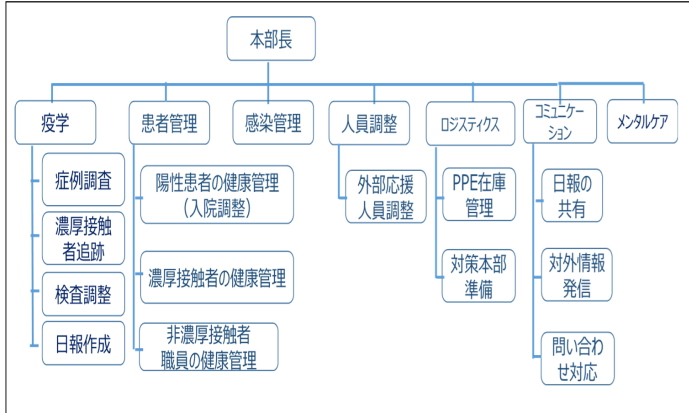 本部長
疫学
患者管理
感染管理
人員調整
ロジスティクス
コミュニケー
ション
メンタルケア
症例調査
濃厚接触
者追跡
検査調整
日報作成
陽性患者の健康管理
（入院調整）
濃厚接触者の健康管理
非濃厚接触者
職員の健康管理
外部応援
人員調整
PPE在庫
管理
対策本部
準備
日報の
共有
対外情報
発信
問い合わ
せ対応